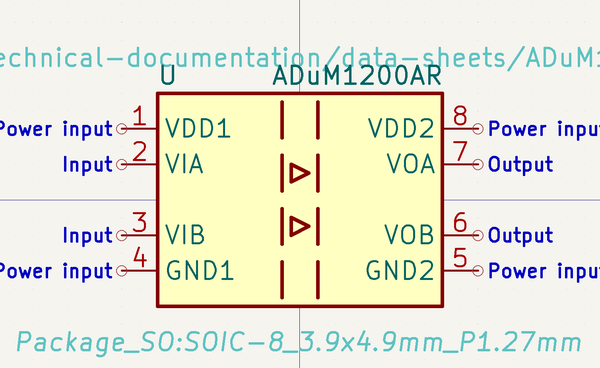 echnical-documentation/data-sheets/ADuM1
U ADuM1200AR
Power input 1 VDD1 VDD2 8 Power input
Input 2 VIA VOA 7 Output
Input 3 VIB VOB 6 Output
Power input 4 GND1 GND2 5 Power input
Package_SO:SOIC-8_3.9x4.9mm_P1.27mm